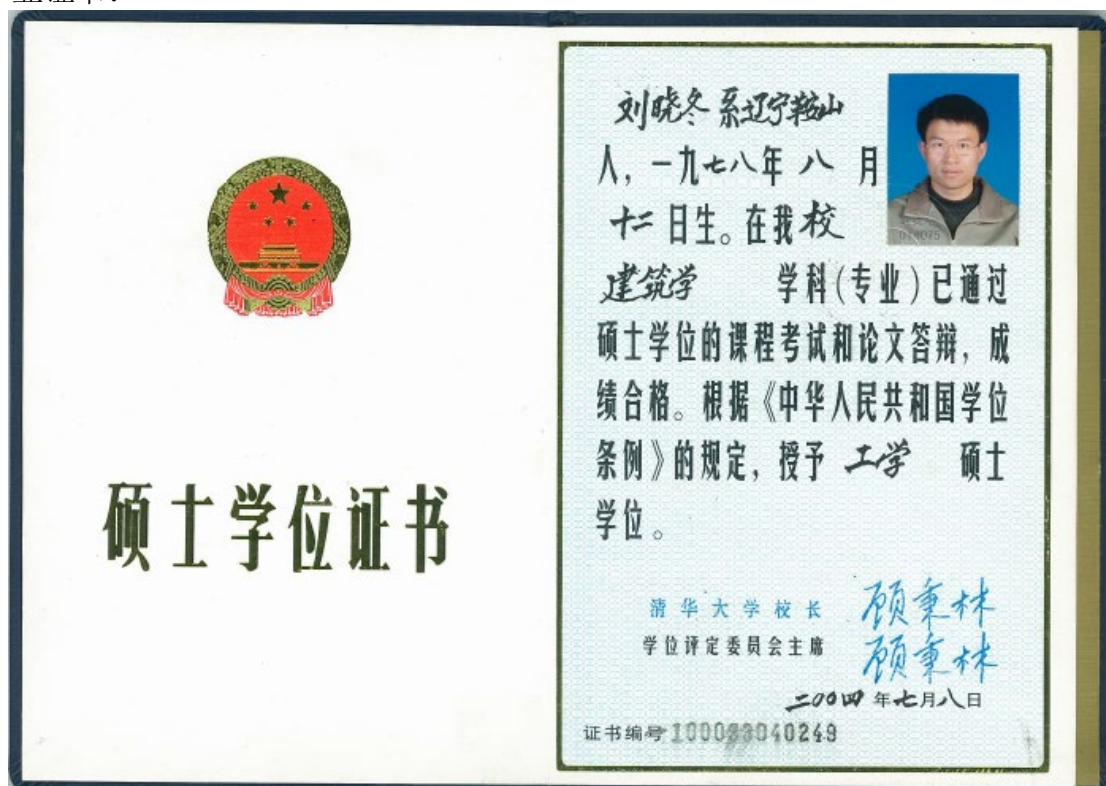 硕士学位证书
刘晓冬 系辽宁鞍山
人,一九七八年 八 月
十二 日生。在我校
建筑学 学科(专业)已通过
硕士学位的课程考试和论文答辩,成
绩合格。根据《中华人民共和国学位
条例》的规定,授予 工学 硕士
学位。
清华大学校长 顾秉林
学位评定委员会主席 顾秉林
二〇〇四 年七月八日
证书编号